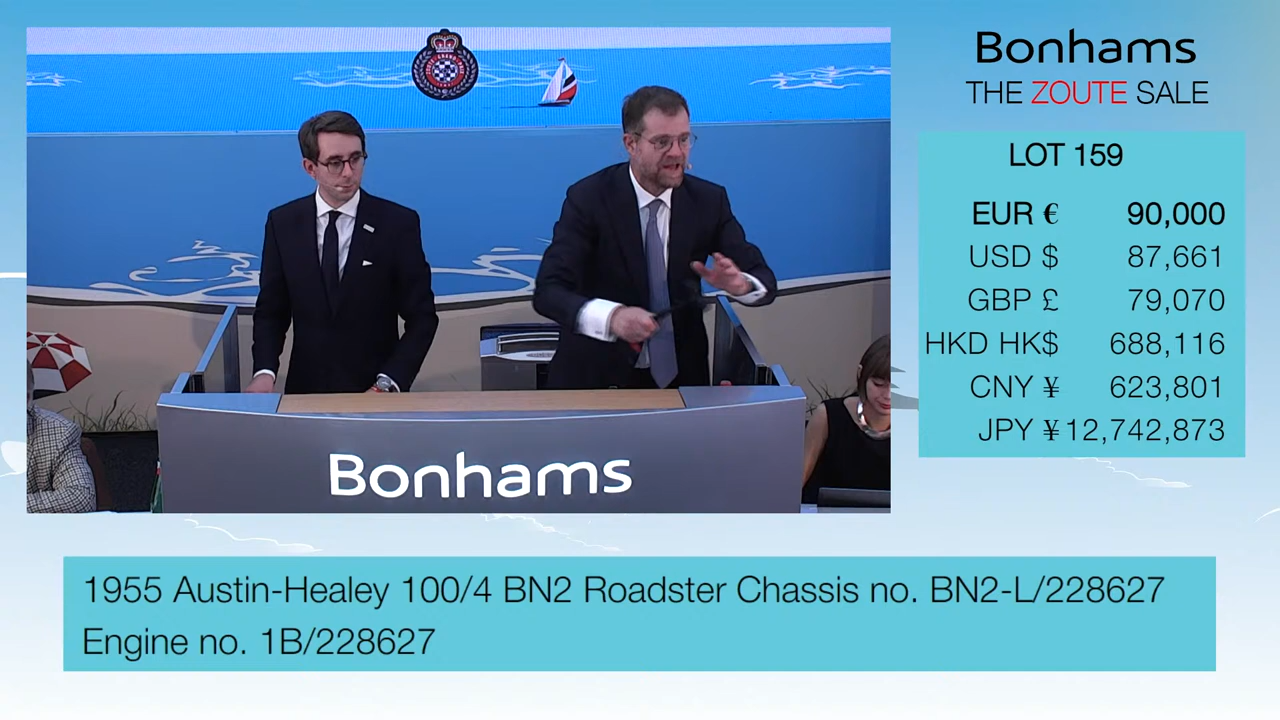 Bonhams
THE ZOUTE SALE
LOT 159
EUR € 90,000
USD $ 87,661
GBP £ 79,070
HKD HK$ 688,116
CNY ¥ 623,801
JPY ¥ 12,742,873
Bonhams
1955 Austin-Healey 100/4 BN2 Roadster Chassis no. BN2-L/228627
Engine no. 1B/228627